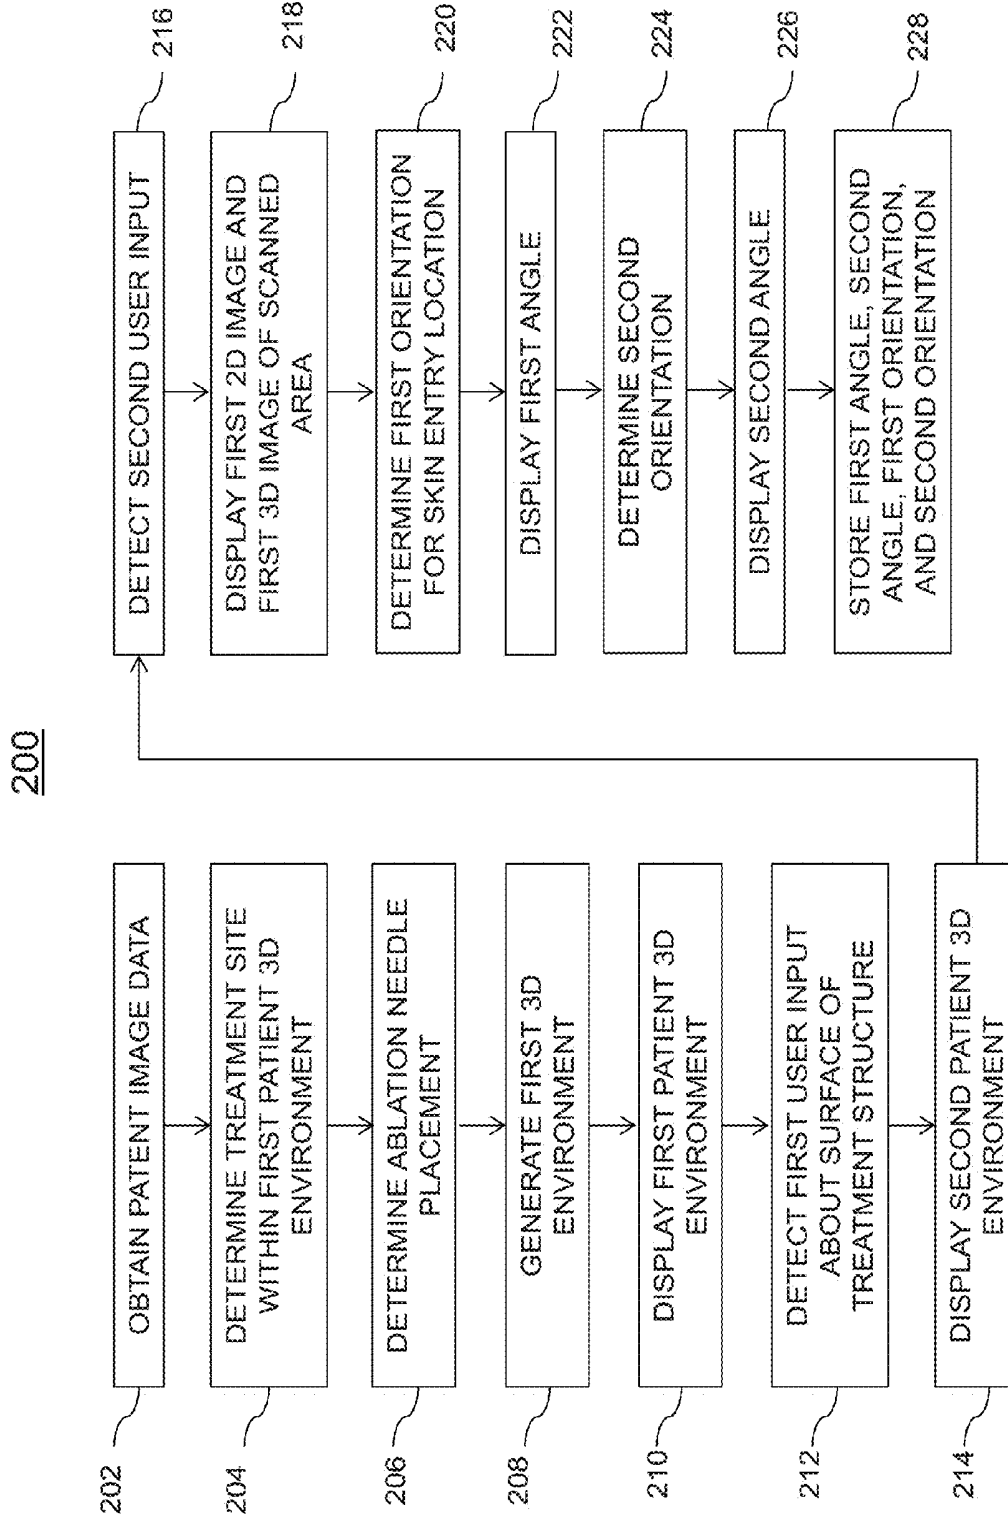 200
202
OBTAIN PATIENT IMAGE DATA
204
DETERMINE TREATMENT SITE
WITHIN FIRST PATIENT 3D
ENVIRONMENT
206
DETERMINE ABLATION NEEDLE
PLACEMENT
208
GENERATE FIRST 3D
ENVIRONMENT
210
DISPLAY FIRST PATIENT 3D
ENVIRONMENT
212
DETECT FIRST USER INPUT
ABOUT SURFACE OF
TREATMENT STRUCTURE
214
DISPLAY SECOND PATIENT 3D
ENVIRONMENT
DETECT SECOND USER INPUT
216
DISPLAY FIRST 2D IMAGE AND
FIRST 3D IMAGE OF SCANNED
AREA
218
DETERMINE FIRST ORIENTATION
FOR SKIN ENTRY LOCATION
220
DISPLAY FIRST ANGLE
222
DETERMINE SECOND
ORIENTATION
224
DISPLAY SECOND ANGLE
226
STORE FIRST ANGLE, SECOND
ANGLE, FIRST ORIENTATION,
AND SECOND ORIENTATION
228